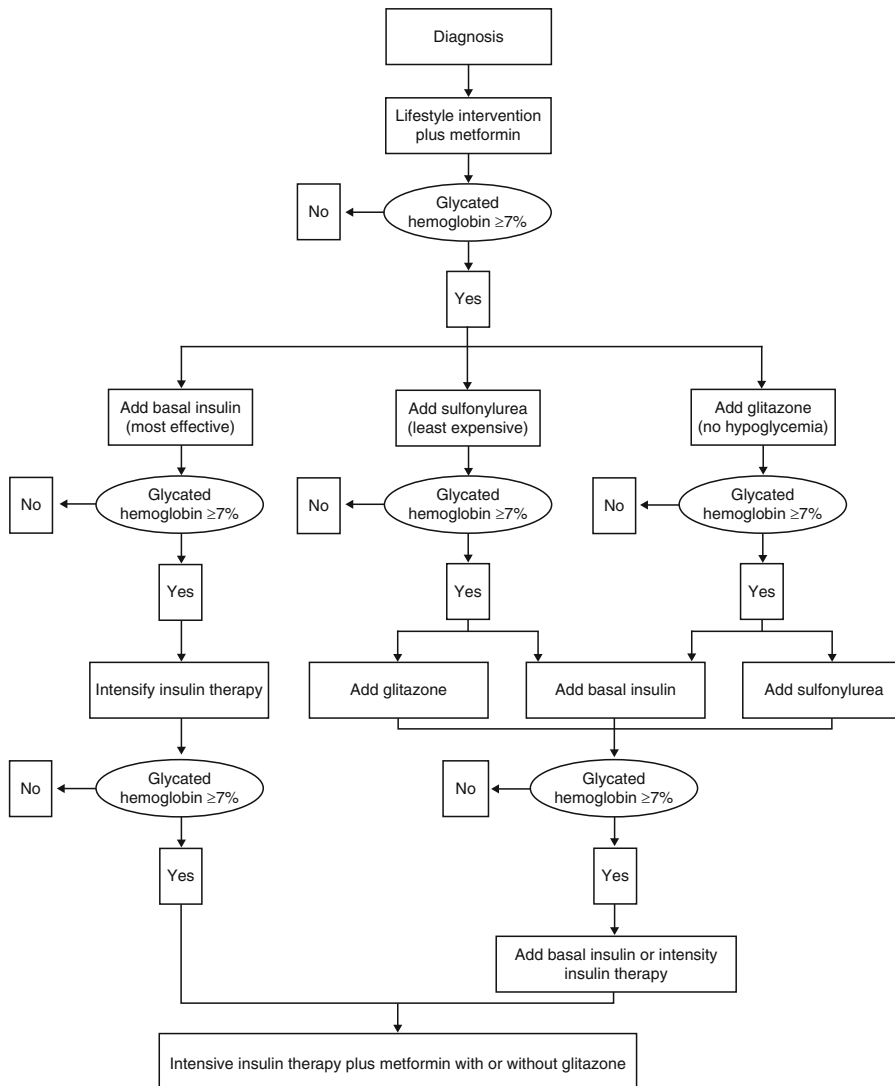 Diagnosis
Lifestyle intervention
plus metformin
No
Glycated
hemoglobin ≥7%
Yes
Add basal insulin
(most effective)
Add sulfonylurea
(least expensive)
Add glitazone
(no hypoglycemia)
No
Glycated
hemoglobin ≥7%
No
Glycated
hemoglobin ≥7%
No
Glycated
hemoglobin ≥7%
Yes
Yes
Yes
Intensify insulin therapy
Add glitazone
Add basal insulin
Add sulfonylurea
No
Glycated
hemoglobin ≥7%
No
Glycated
hemoglobin ≥7%
Yes
Yes
Add basal insulin or intensity
insulin therapy
Intensive insulin therapy plus metformin with or without glitazone